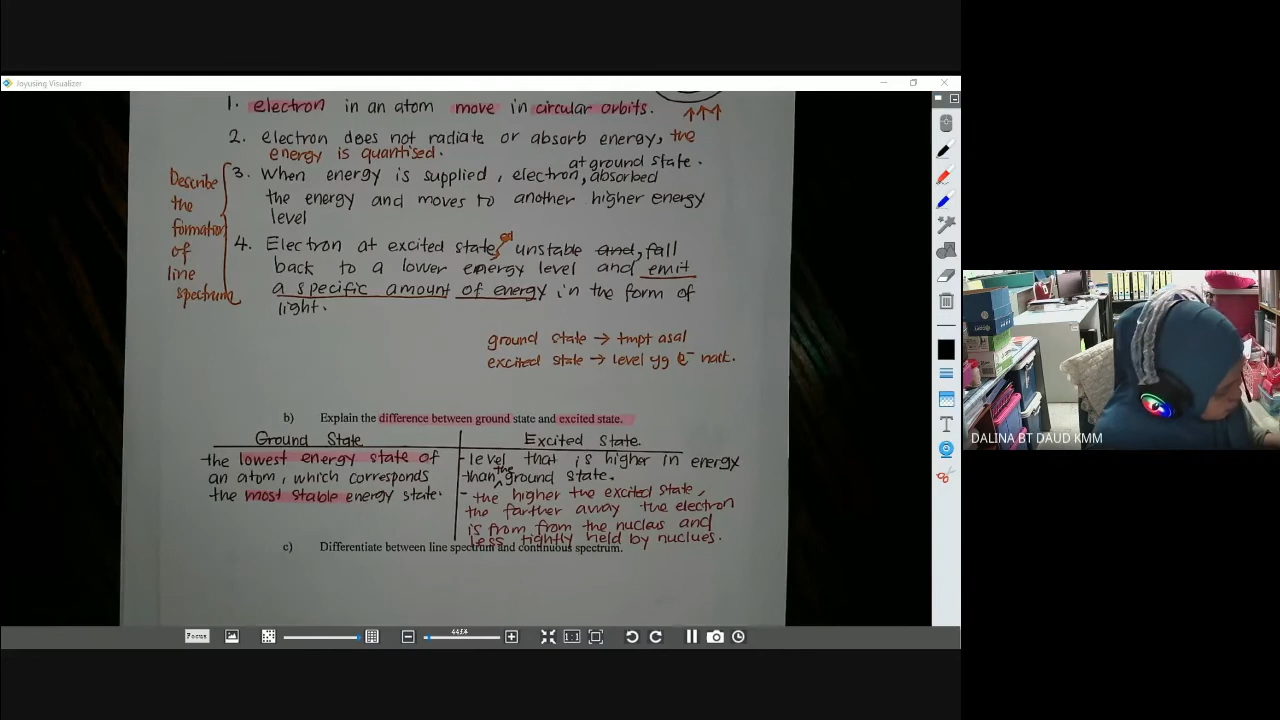 Joyusing Visualizer
1. electron in an atom move in circular orbits.
2. electron does not radiate or absorb energy, the
energy is quantised.
at ground state.
3. When energy is supplied, electron, absorbed
the energy and moves to another higher energy
level
Describe
the
formation
of
line
spectrum
4. Electron at excited state unstable and, fall
back to a lower energy level and emit
a specific amount of energy in the form of
light.
ground state → tmpt asal
excited state → level yg e⁻ naik.
b) Explain the difference between ground state and excited state.
Ground State
Excited State.
the lowest energy state of
an atom, which corresponds
the most stable energy state.
- level that is higher in energy
than the ground state.
- the higher the excited state,
the farther away the electron
is from from the nucleus and
less tightly held by nuclues.
c) Differentiate between line spectrum and continuous spectrum.
Focus
1:1
T
DALINA BT DAUD KMM